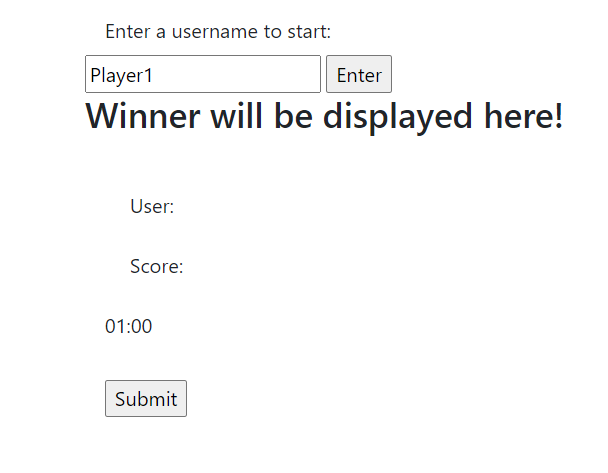 Enter a username to start:
Player1 Enter
Winner will be displayed here!
User:
Score:
01:00
Submit